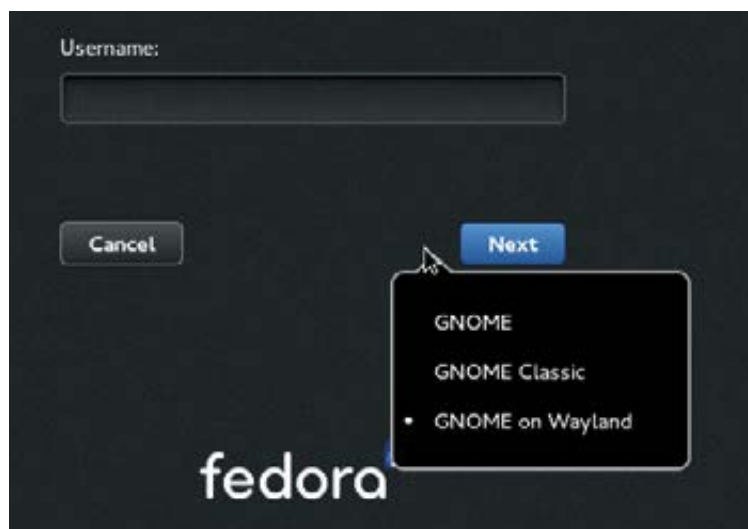 Username:
Cancel
Next
GNOME
GNOME Classic
• GNOME on Wayland
fedora